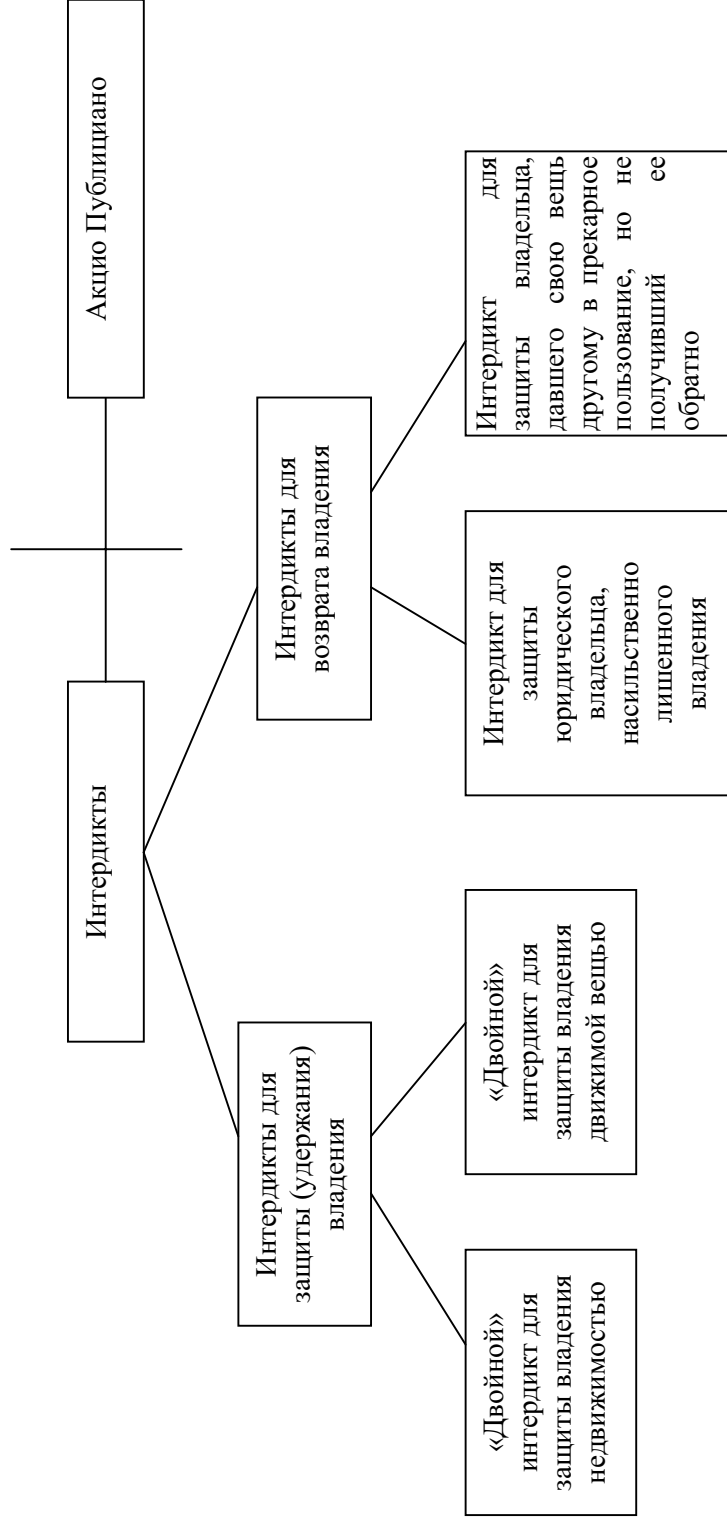 Интердикты
Акцио Публициано
Интердикты для
защиты (удержания)
владения
Интердикты для
возврата владения
«Двойной»
интердикт для
защиты владения
недвижимостью
«Двойной»
интердикт для
защиты владения
движимой вещью
Интердикт для
защиты
юридического
владельца,
насильственно
лишенного
владения
Интердикт для
защиты владельца,
давшего свою вещь
другому в прекарное
пользование, но не
получивший ее
обратно